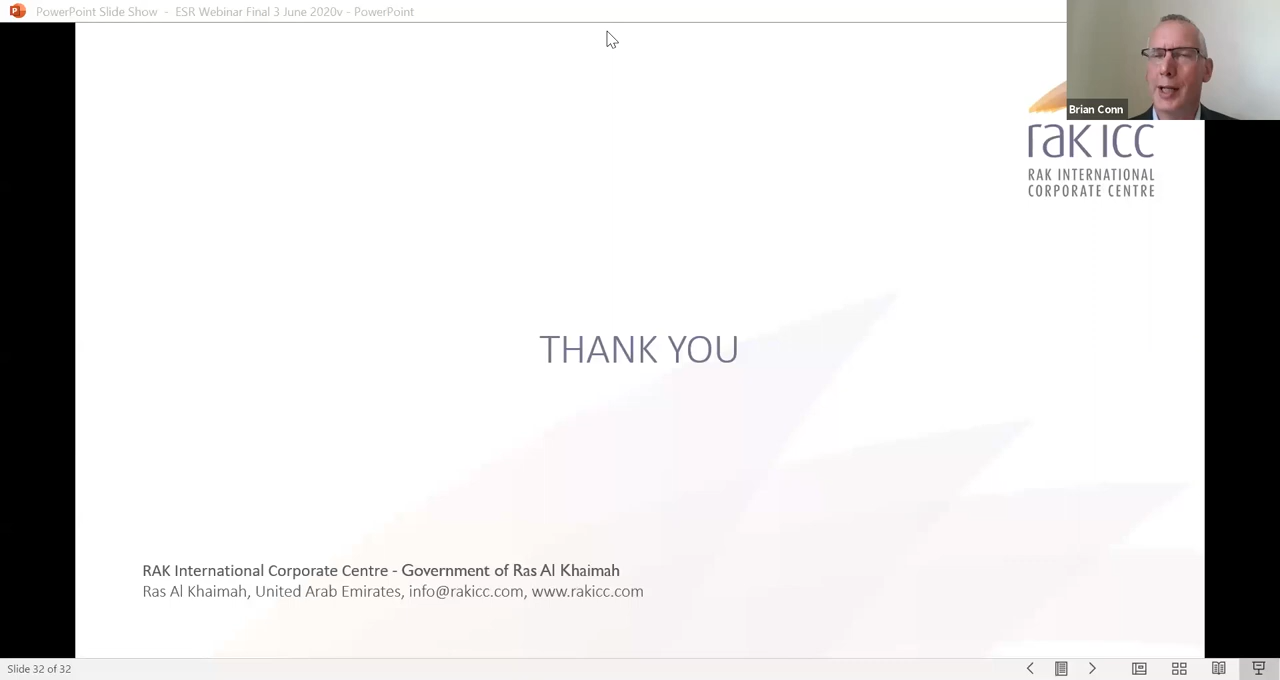 PowerPoint Slide Show - ESR Webinar Final 3 June 2020v - PowerPoint
Brian Conn
rak icc
RAK INTERNATIONAL
CORPORATE CENTRE
THANK YOU
RAK International Corporate Centre - Government of Ras Al Khaimah
Ras Al Khaimah, United Arab Emirates, info@rakicc.com, www.rakicc.com
Slide 32 of 32